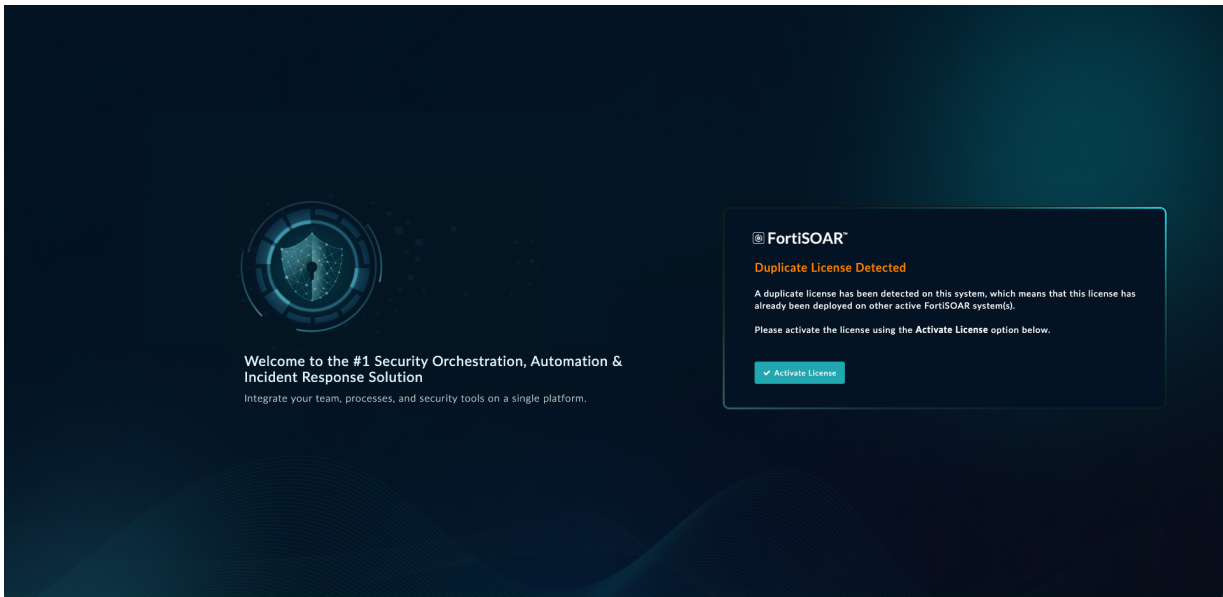 Welcome to the #1 Security Orchestration, Automation &
Incident Response Solution
Integrate your team, processes, and security tools on a single platform.
FortiSOAR™
Duplicate License Detected
A duplicate license has been detected on this system, which means that this license has
already been deployed on other active FortiSOAR system(s).
Please activate the license using the Activate License option below.
Activate License